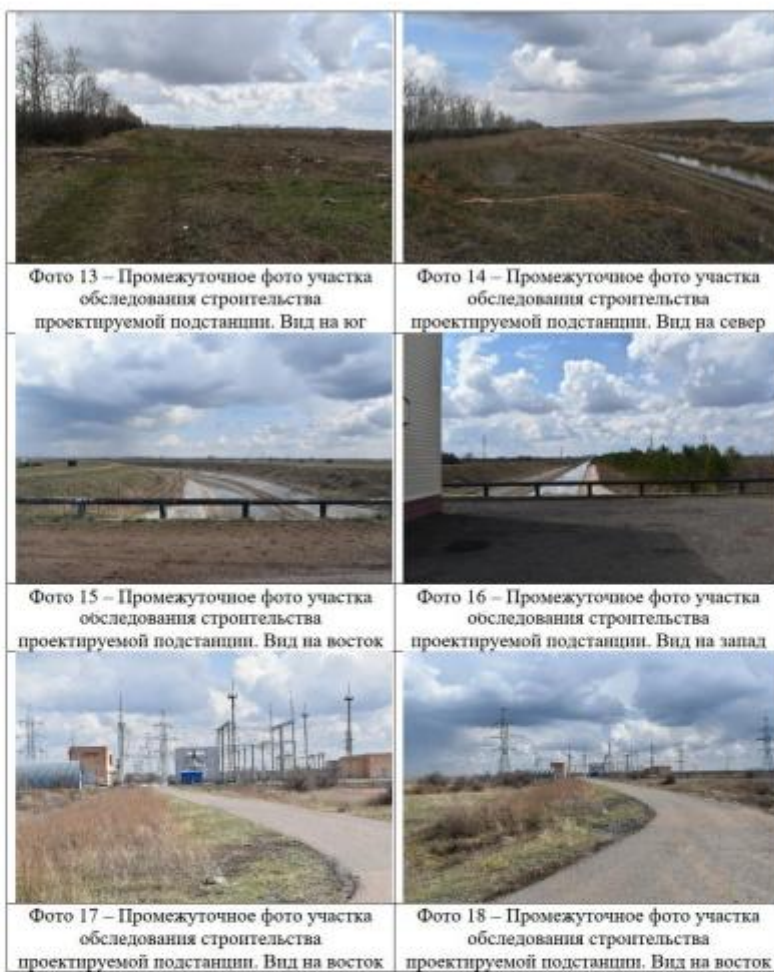 Фото 13 – Промежуточное фото участка
обследования строительства
проектируемой подстанции. Вид на юг
Фото 14 – Промежуточное фото участка
обследования строительства
проектируемой подстанции. Вид на север
Фото 15 – Промежуточное фото участка
обследования строительства
проектируемой подстанции. Вид на восток
Фото 16 – Промежуточное фото участка
обследования строительства
проектируемой подстанции. Вид на запад
Фото 17 – Промежуточное фото участка
обследования строительства
проектируемой подстанции. Вид на восток
Фото 18 – Промежуточное фото участка
обследования строительства
проектируемой подстанции. Вид на восток